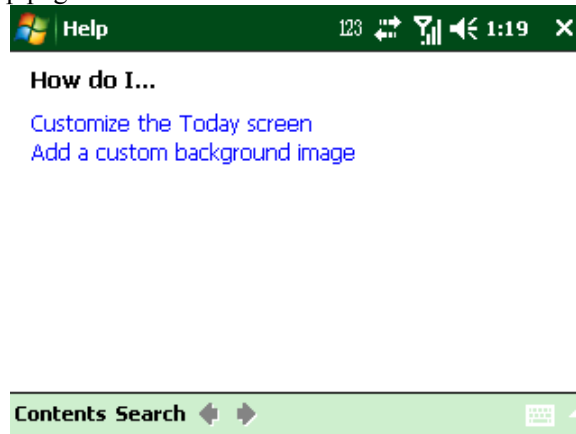 Help 123 1:19
How do I...
Customize the Today screen
Add a custom background image
Contents Search